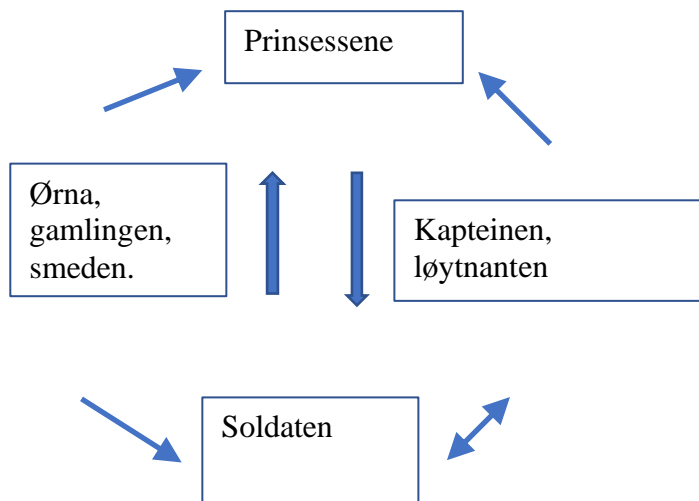 Prinsessene
Ørna,
gamlingen,
smeden.
Kapteinen,
løytnanten
Soldaten